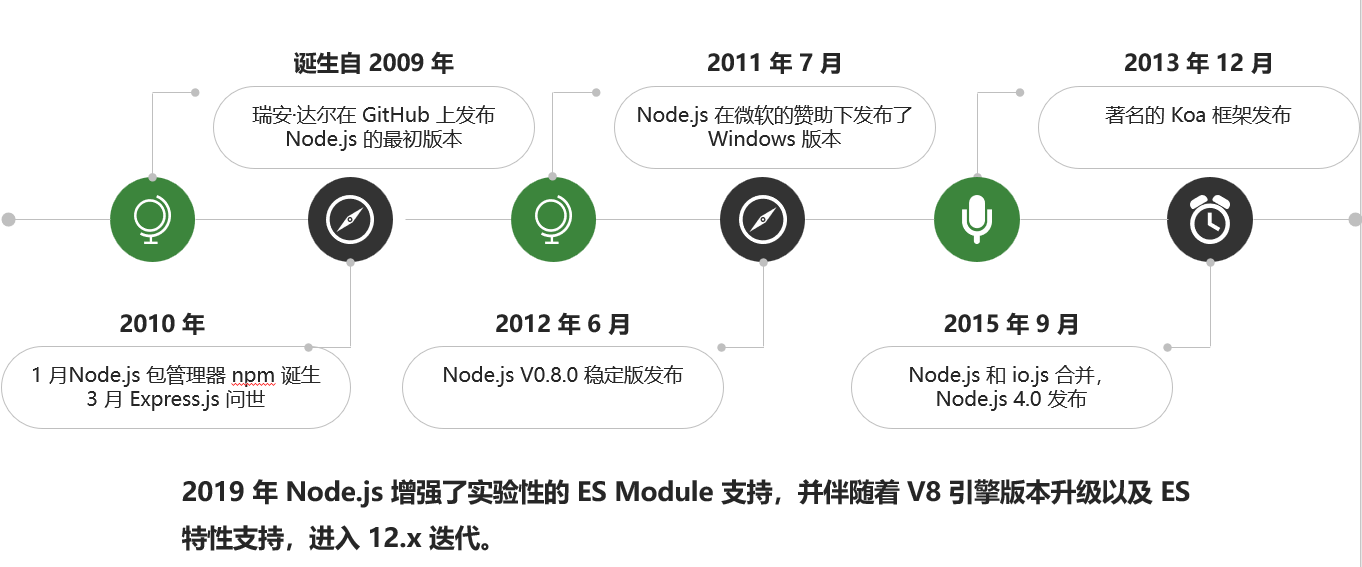 诞生自 2009 年
瑞安·达尔在 GitHub 上发布
Node.js 的最初版本
2010 年
1 月Node.js 包管理器 npm 诞生
3 月 Express.js 问世
2011 年 7 月
Node.js 在微软的赞助下发布了
Windows 版本
2012 年 6 月
Node.js V0.8.0 稳定版发布
2013 年 12 月
著名的 Koa 框架发布
2015 年 9 月
Node.js 和 io.js 合并，
Node.js 4.0 发布
2019 年 Node.js 增强了实验性的 ES Module 支持，并伴随着 V8 引擎版本升级以及 ES
特性支持，进入 12.x 迭代。